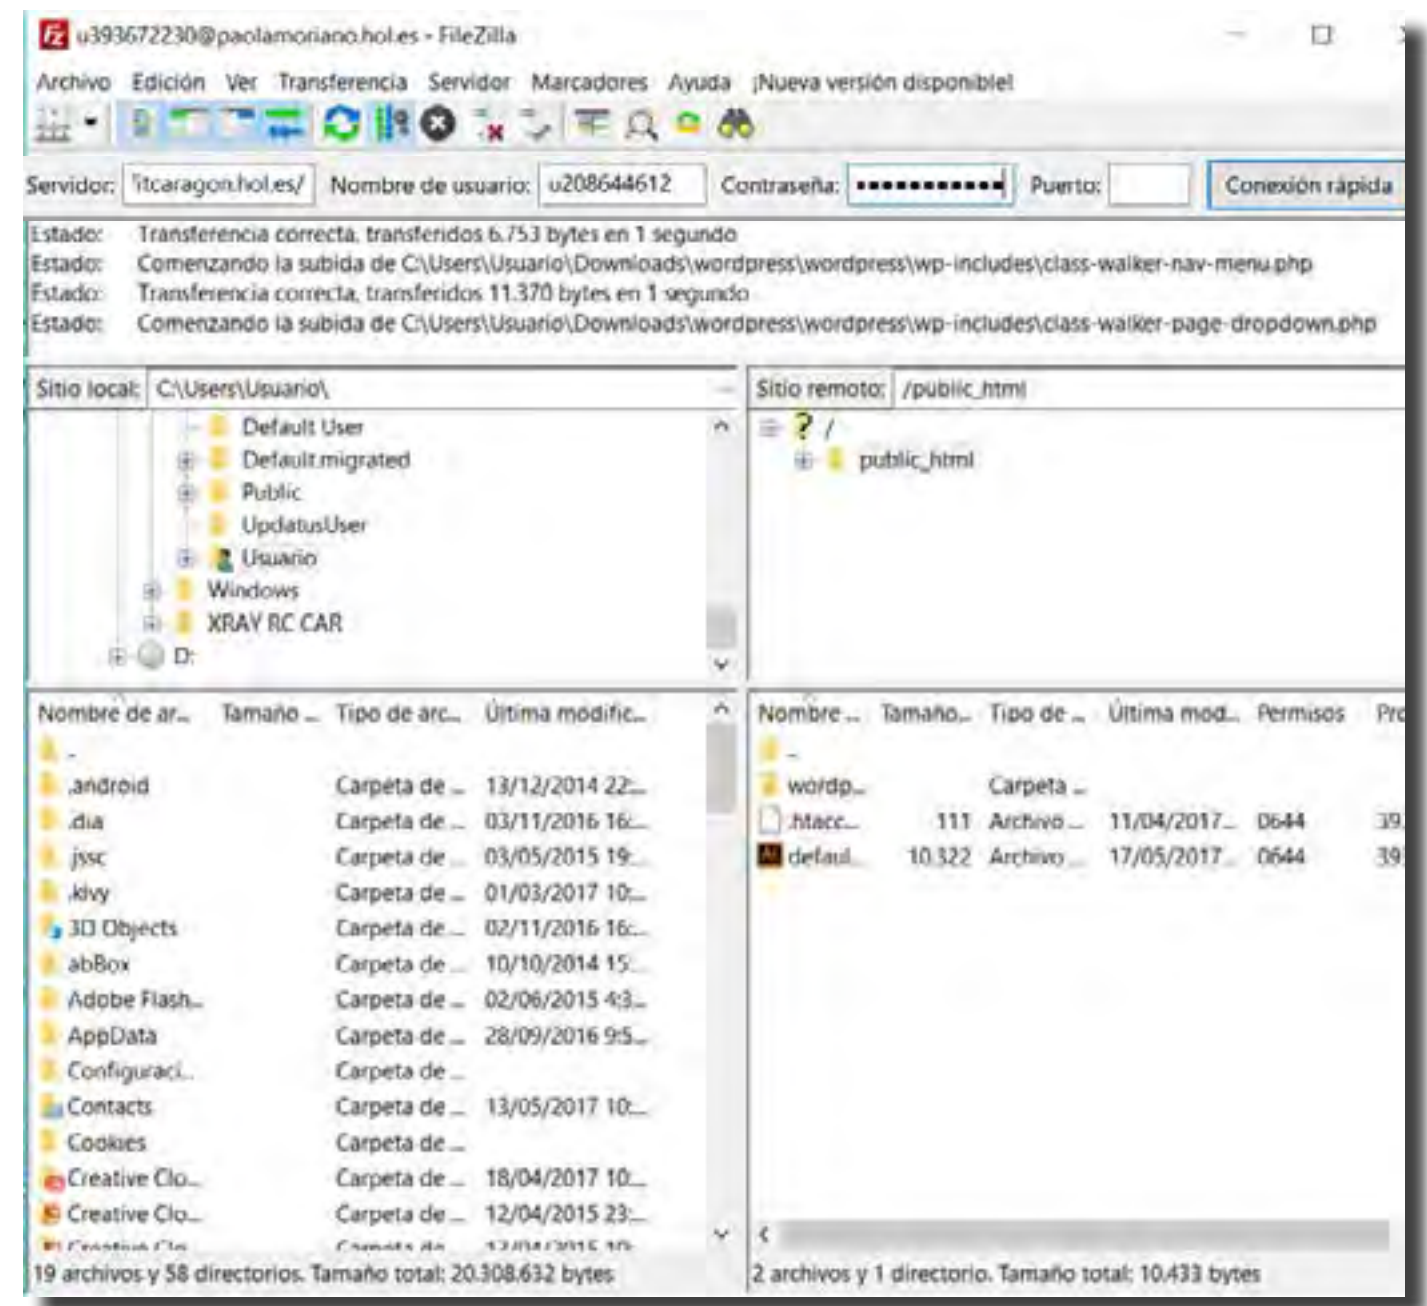 u393672230@paolamoriano.hol.es - FileZilla
Archivo Edición Ver Transferencia Servidor Marcadores Ayuda ¡Nueva versión disponible!
Servidor: itcaragon.hol.es/ Nombre de usuario: u208644612 Contraseña: ●●●●●●●●●●● Puerto: Conexión rápida
Estado: Transferencia correcta, transferidos 6.753 bytes en 1 segundo
Estado: Comenzando la subida de C:\Users\Usuario\Downloads\wordpress\wordpress\wp-includes\class-walker-nav-menu.php
Estado: Transferencia correcta, transferidos 11.370 bytes en 1 segundo
Estado: Comenzando la subida de C:\Users\Usuario\Downloads\wordpress\wordpress\wp-includes\class-walker-page-dropdown.php
Sitio local: C:\Users\Usuario\
Default User
Default.migrated
Public
UpdatusUser
Usuario
Windows
XRAY RC CAR
D:
Sitio remoto: /public_html
/
public_html
Nombre de ar... Tamaño ... Tipo de arc... Última modific...
..
.android Carpeta de ... 13/12/2014 22:...
.dia Carpeta de ... 03/11/2016 16:...
.jssc Carpeta de ... 03/05/2015 19:...
.kivy Carpeta de ... 01/03/2017 10:...
3D Objects Carpeta de ... 02/11/2016 16:...
abBox Carpeta de ... 10/10/2014 15:...
Adobe Flash... Carpeta de ... 02/06/2015 4:3...
AppData Carpeta de ... 28/09/2016 9:5...
Configuraci... Carpeta de ...
Contacts Carpeta de ... 13/05/2017 10:...
Cookies Carpeta de ...
Creative Clo... Carpeta de ... 18/04/2017 10:...
Creative Clo... Carpeta de ... 12/04/2015 23:...
19 archivos y 58 directorios. Tamaño total: 20.308.632 bytes
Nombre ... Tamaño... Tipo de ... Última mod... Permisos Pro
..
wordp... Carpeta ...
.htacc... 111 Archivo ... 11/04/2017... 0644 39
defaul... 10.322 Archivo ... 17/05/2017... 0644 39
2 archivos y 1 directorio. Tamaño total: 10.433 bytes